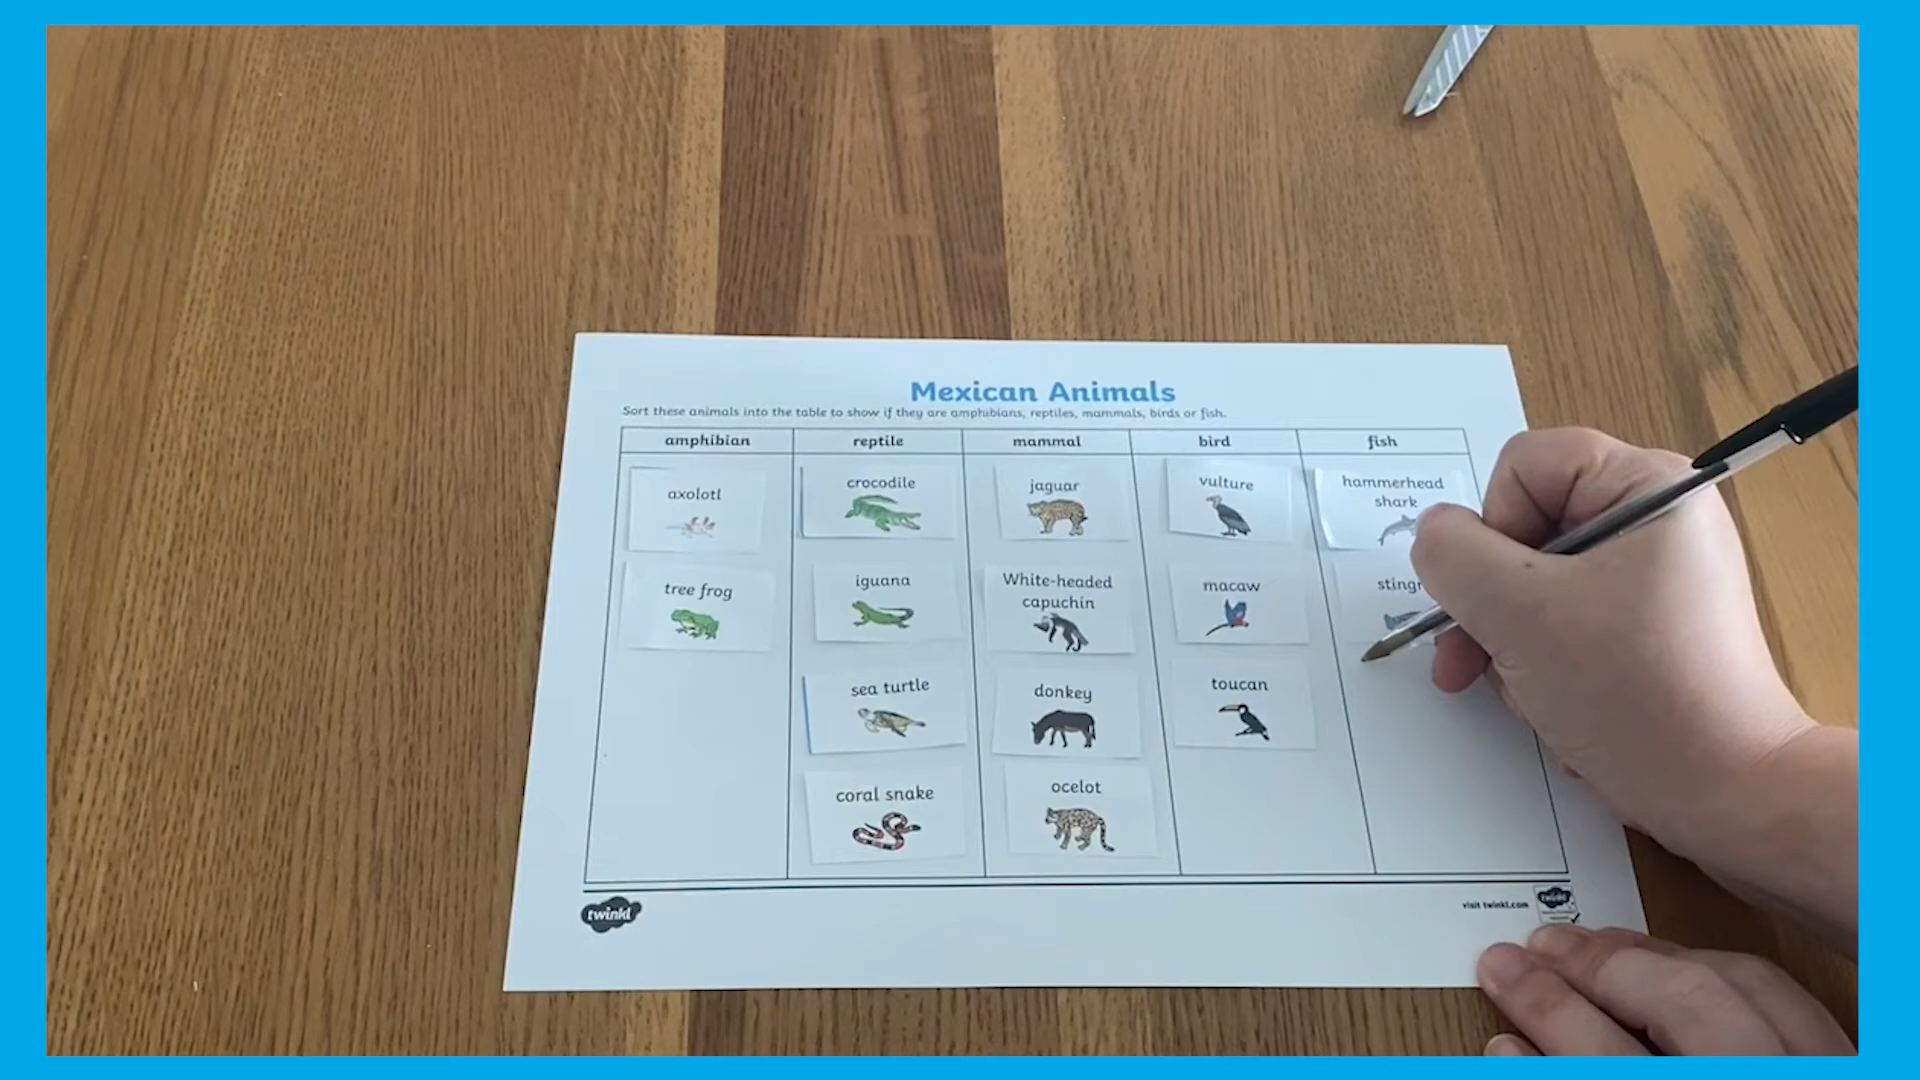 Mexican Animals
Sort these animals into the table to show if they are amphibians, reptiles, mammals, birds or fish.
amphibian reptile mammal bird fish
axolotl
tree frog
crocodile
iguana
sea turtle
coral snake
jaguar
White-headed
capuchin
donkey
ocelot
vulture
macaw
toucan
hammerhead
shark
twinkl
visit twinkl.com
twinkl